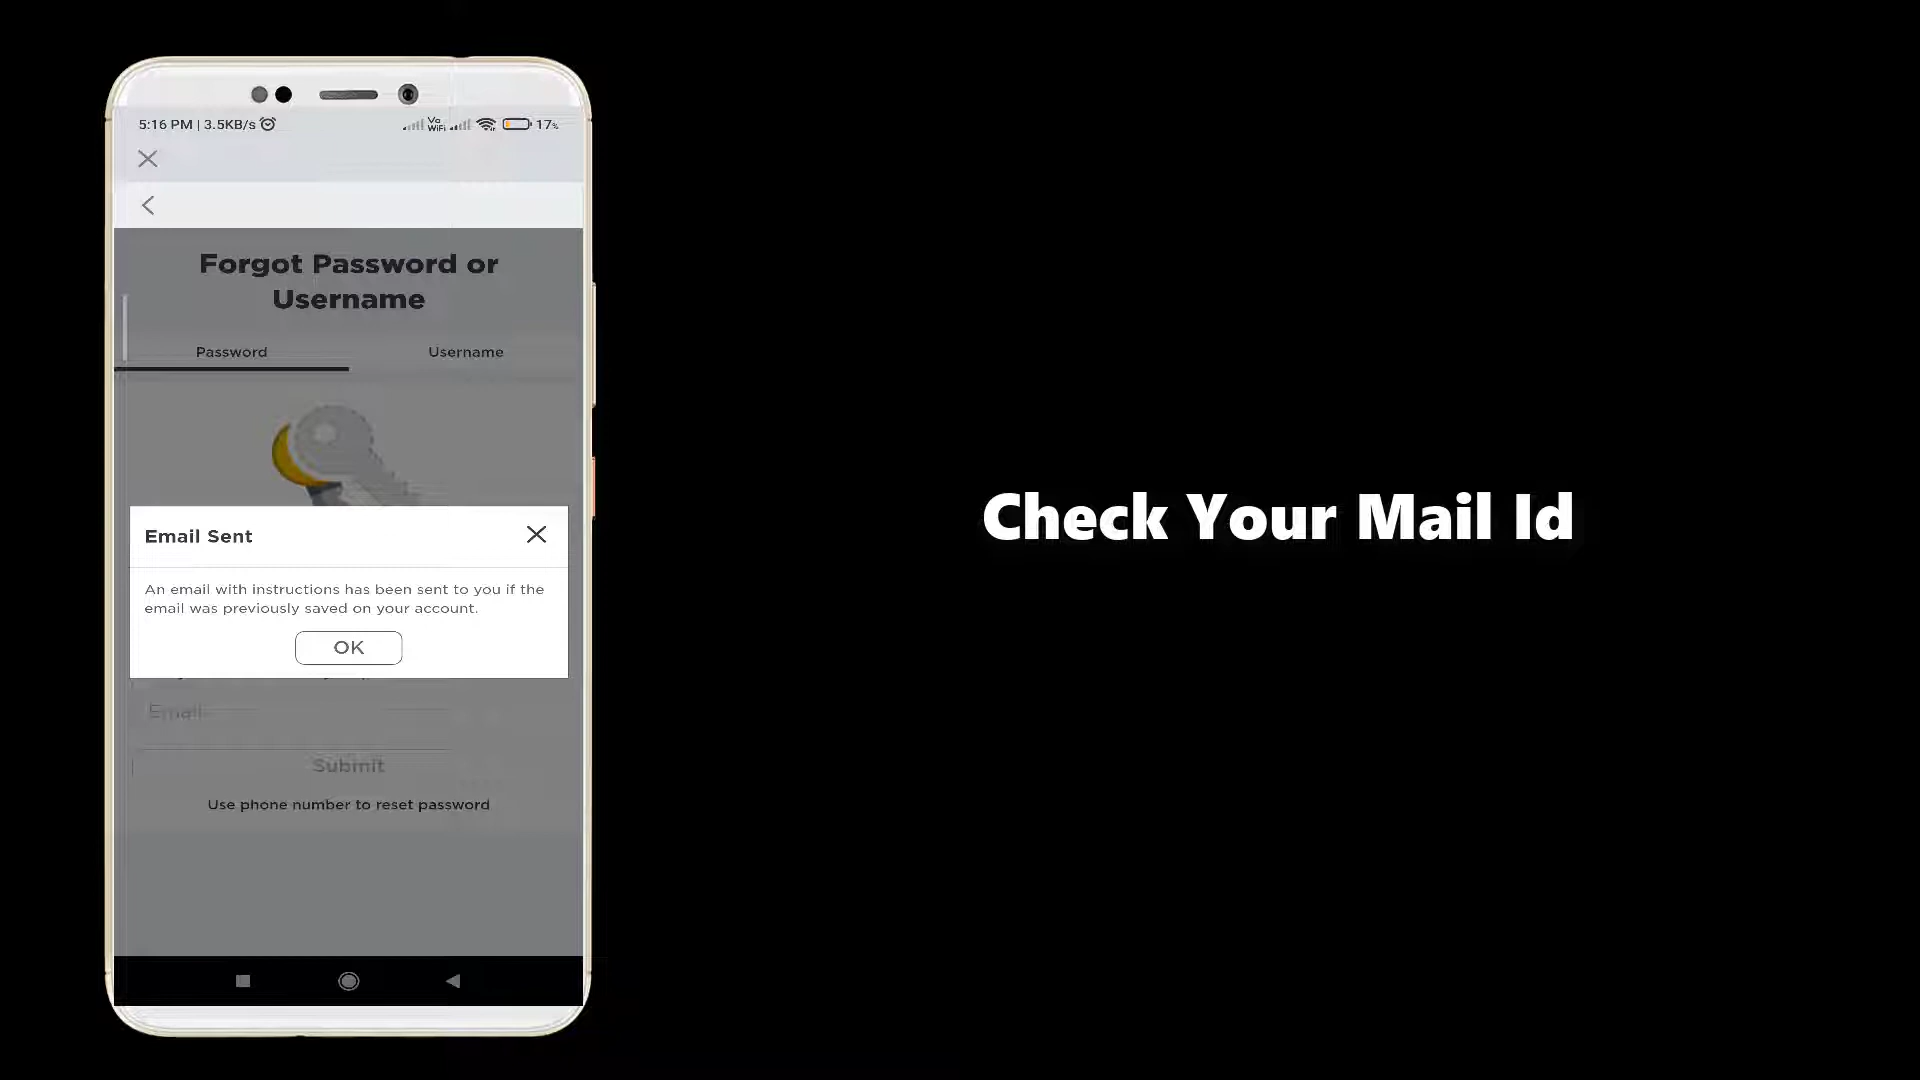 5:16 PM | 3.5KB/s
Vo
WiFi
17%
Forgot Password or
Username
Password
Username
Email Sent
An email with instructions has been sent to you if the
email was previously saved on your account.
OK
Email
Submit
Use phone number to reset password
Check Your Mail Id